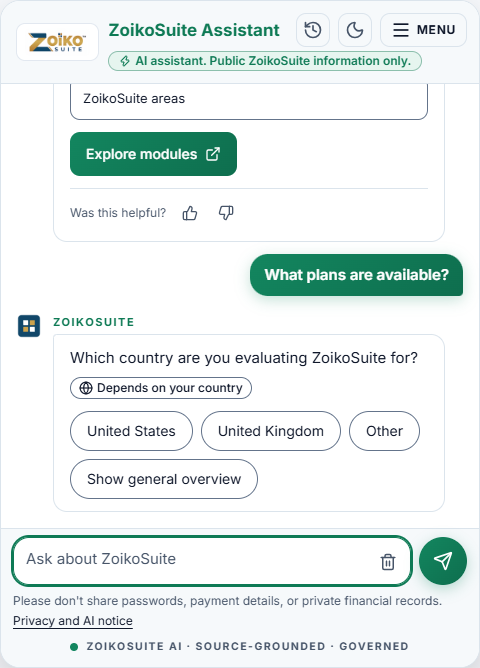 ZOIKO™
SUITE
ZoikoSuite Assistant
MENU
AI assistant. Public ZoikoSuite information only.
ZoikoSuite areas
Explore modules
Was this helpful?
What plans are available?
ZOIKOSUITE
Which country are you evaluating ZoikoSuite for?
Depends on your country
United States
United Kingdom
Other
Show general overview
Ask about ZoikoSuite
Please don't share passwords, payment details, or private financial records.
Privacy and AI notice
ZOIKOSUITE AI · SOURCE-GROUNDED · GOVERNED